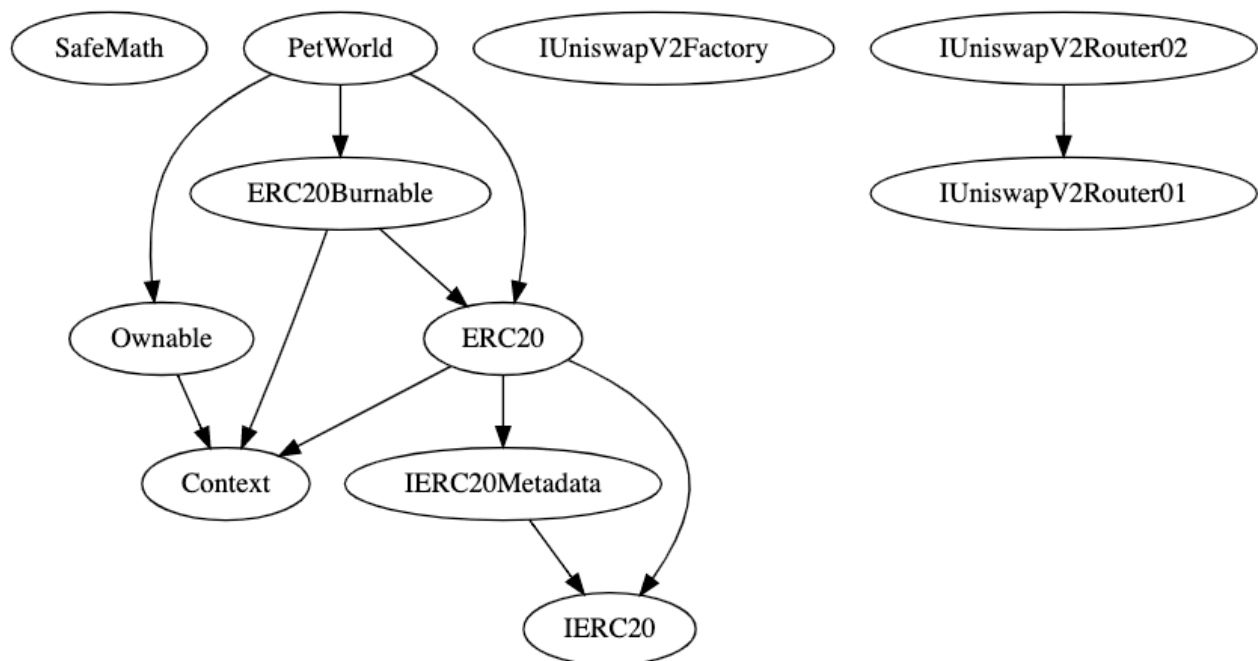 SafeMath
PetWorld
IUniswapV2Factory
IUniswapV2Router02
ERC20Burnable
IUniswapV2Router01
Ownable
ERC20
Context
IERC20Metadata
IERC20